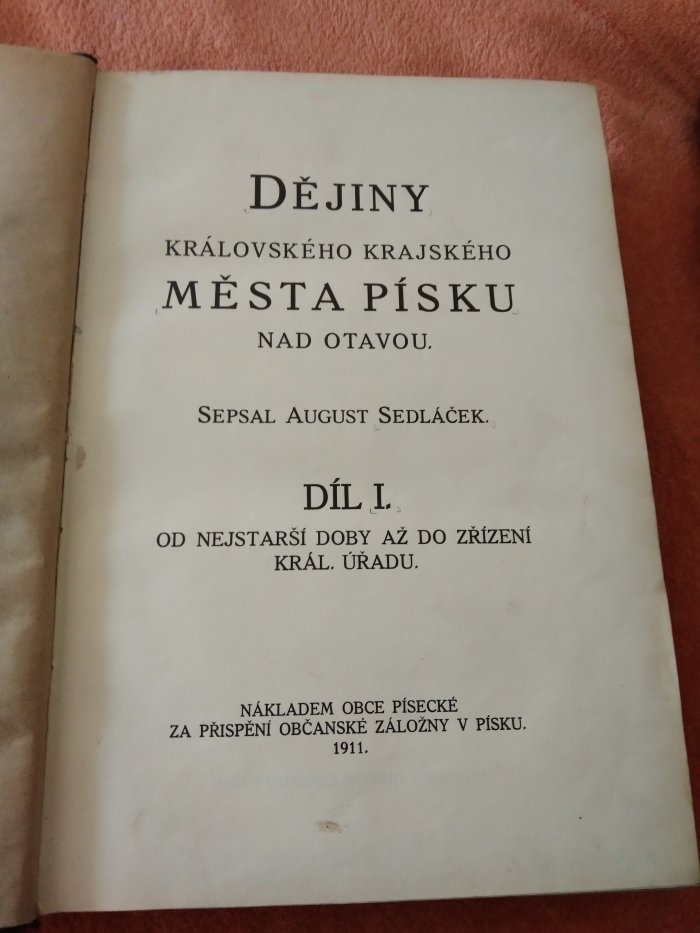 DĚJINY
KRÁLOVSKÉHO KRAJSKÉHO
MĚSTA PÍSKU
NAD OTAVOU.
SEPSAL AUGUST SEDLÁČEK.
DÍL I.
OD NEJSTARŠÍ DOBY AŽ DO ZŘÍZENÍ
KRÁL. ÚŘADU.
NÁKLADEM OBCE PÍSECKÉ
ZA PŘISPĚNÍ OBČANSKÉ ZÁLOŽNY V PÍSKU.
1911.